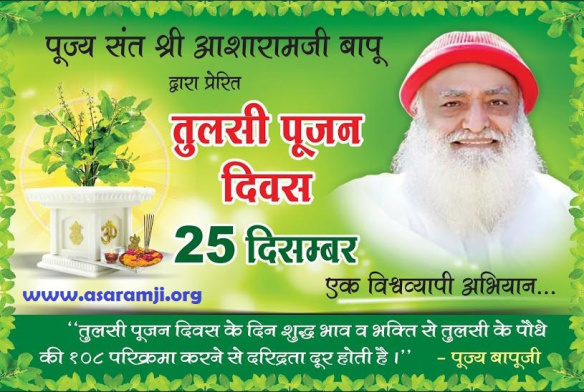 पूज्य संत श्री आशारामजी बापू
द्वारा प्रेरित
तुलसी पूजन
दिवस
25 दिसम्बर
www.asaramji.org
एक विश्वव्यापी अभियान...
‘‘तुलसी पूजन दिवस के दिन शुद्ध भाव व भक्ति से तुलसी के पौधे
की १०८ परिक्रमा करने से दरिद्रता दूर होती है ।’’ - पूज्य बापूजी